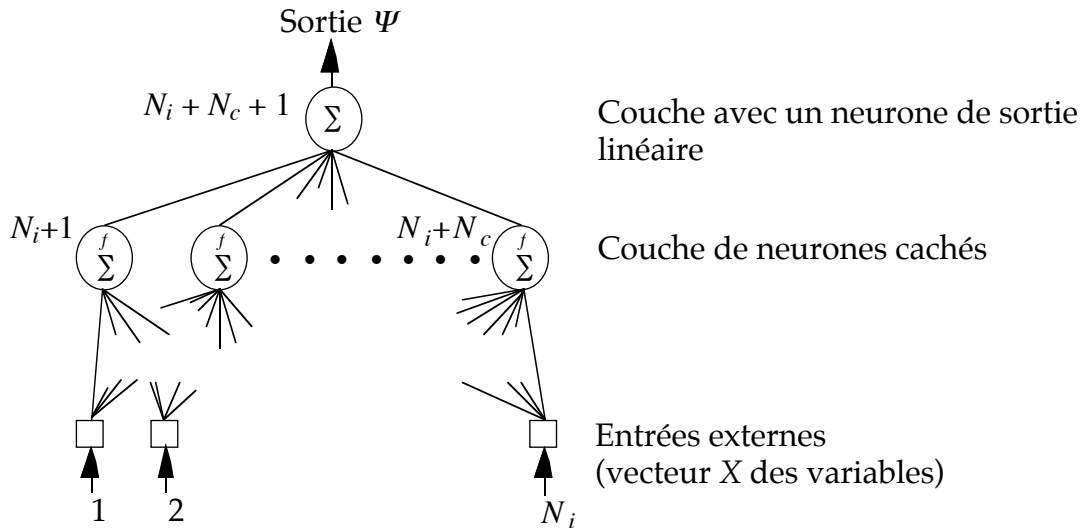 Sortie Ψ
N_i + N_c + 1
Σ
Couche avec un neurone de sortie
linéaire
N_i+1
f
Σ
f
Σ
N_i+N_c
f
Σ
Couche de neurones cachés
Entrées externes
(vecteur X des variables)
1
2
N_i